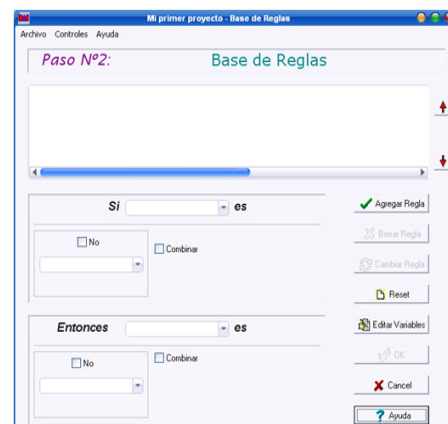 Mi primer proyecto - Base de Reglas
Archivo Controles Ayuda
Paso Nº2: Base de Reglas
Si es
No
Combinar
Entonces es
No
Combinar
Agregar Regla
Borrar Regla
Cambiar Regla
Reset
Editar Variables
OK
Cancel
Ayuda